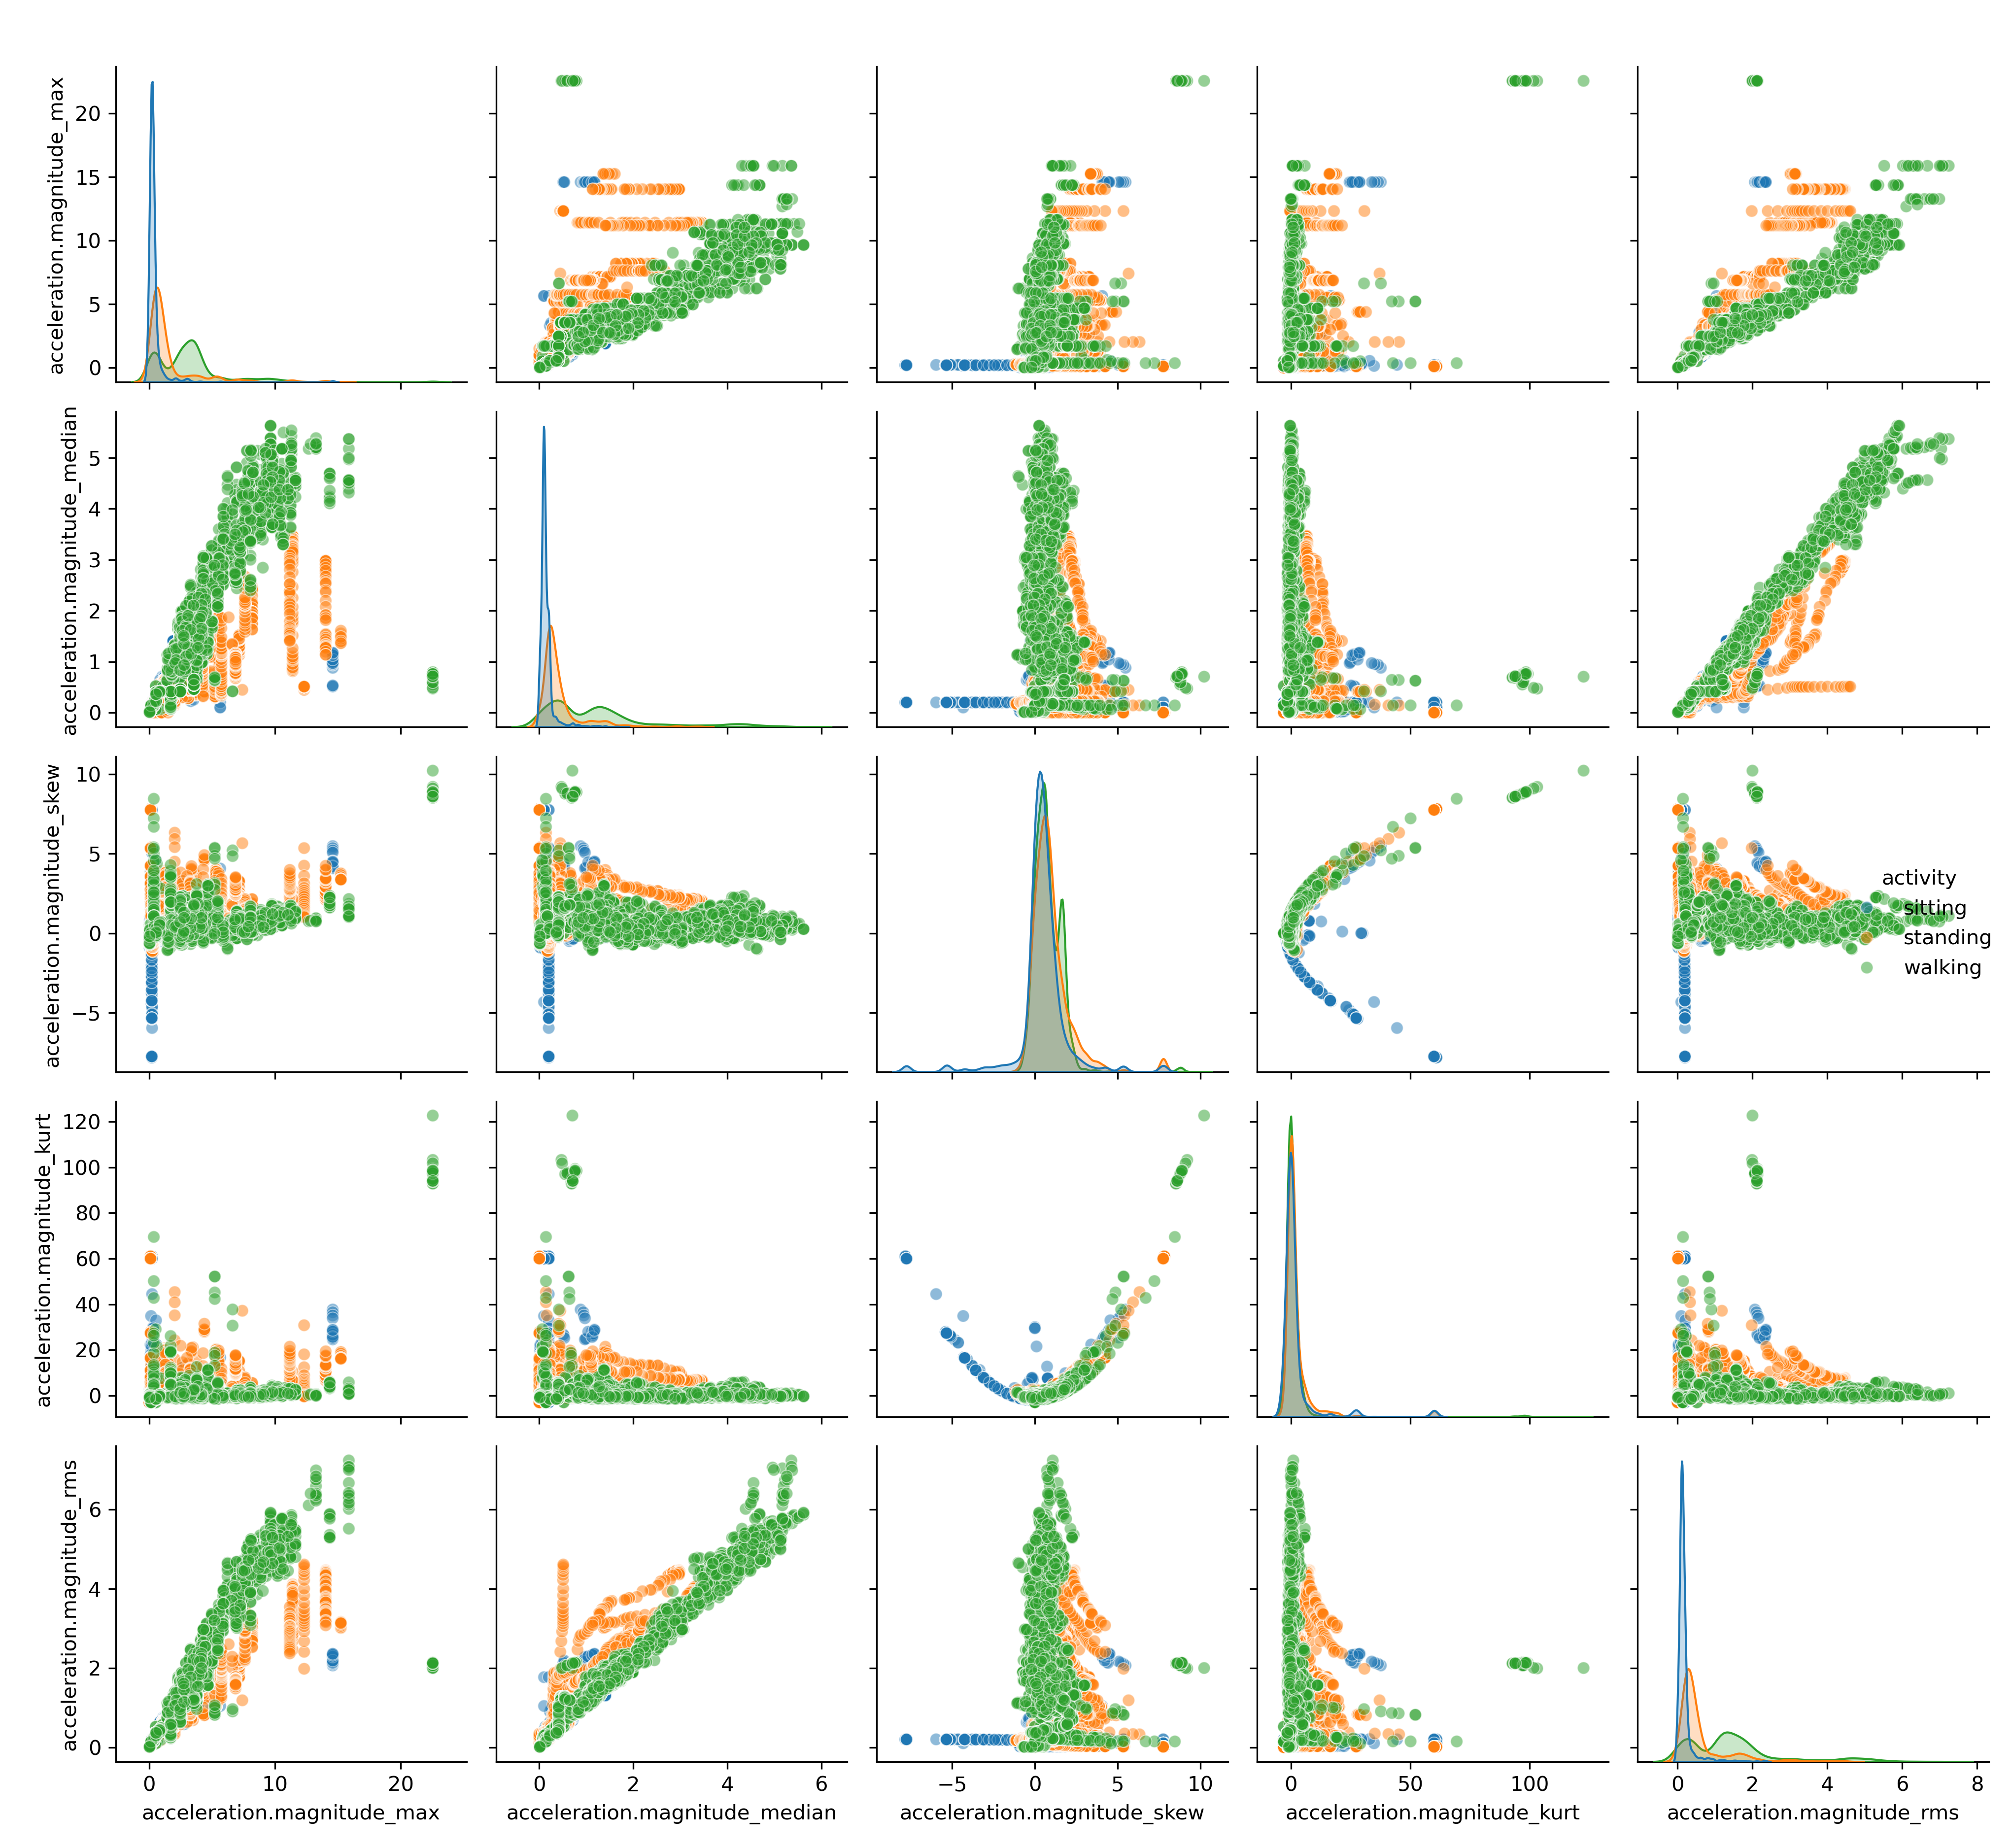 acceleration.magnitude_max
20
15
10
5
0
acceleration.magnitude_median
5
4
3
2
1
0
acceleration.magnitude_skew
10
5
0
−5
activity
sitting
standing
walking
acceleration.magnitude_kurt
120
100
80
60
40
20
0
acceleration.magnitude_rms
6
4
2
0
0 10 20
0 2 4 6
−5 0 5 10
0 50 100
0 2 4 6 8
acceleration.magnitude_max
acceleration.magnitude_median
acceleration.magnitude_skew
acceleration.magnitude_kurt
acceleration.magnitude_rms